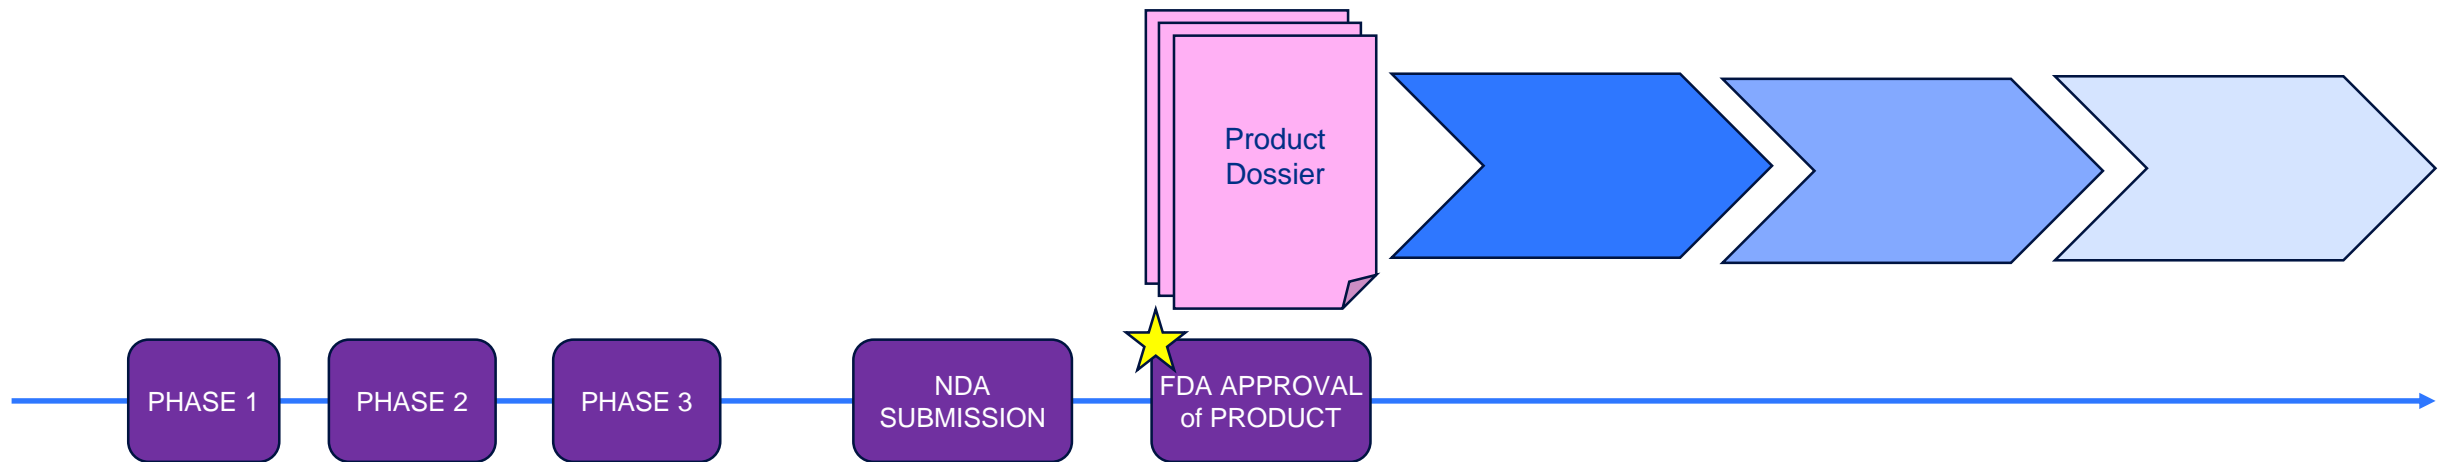 Product
Dossier
PHASE 1
PHASE 2
PHASE 3
NDA
SUBMISSION
FDA APPROVAL
of PRODUCT